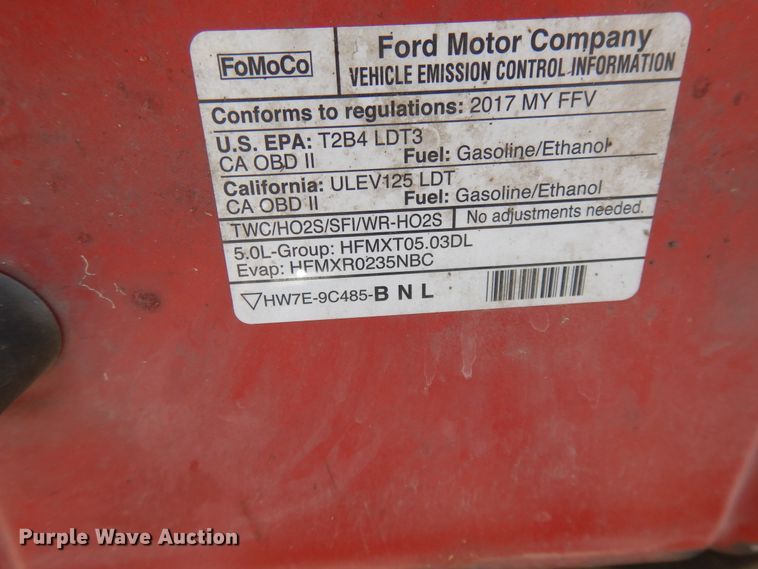 FoMoCo
Ford Motor Company
VEHICLE EMISSION CONTROL INFORMATION
Conforms to regulations: 2017 MY FFV
U.S. EPA: T2B4 LDT3
CA OBD II Fuel: Gasoline/Ethanol
California: ULEV125 LDT
CA OBD II Fuel: Gasoline/Ethanol
TWC/HO2S/SFI/WR-HO2S No adjustments needed.
5.0L-Group: HFMXT05.03DL
Evap: HFMXR0235NBC
HW7E-9C485-B N L
Purple Wave Auction